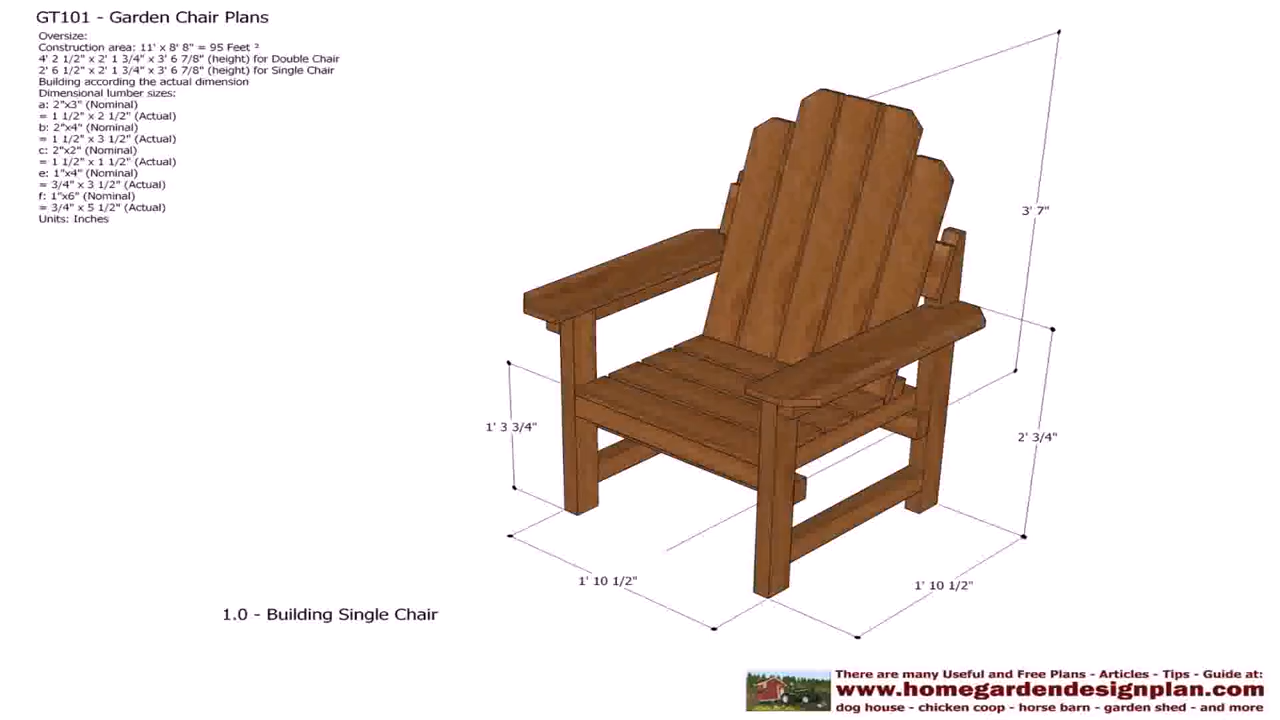 GT101 - Garden Chair Plans
Oversize:
Construction area: 11' x 8' 8" = 95 Feet ²
4' 2 1/2" x 2' 1 3/4" x 3' 6 7/8" (height) for Double Chair
2' 6 1/2" x 2' 1 3/4" x 3' 6 7/8" (height) for Single Chair
Building according the actual dimension
Dimensional lumber sizes:
a: 2"x3" (Nominal)
= 1 1/2" x 2 1/2" (Actual)
b: 2"x4" (Nominal)
= 1 1/2" x 3 1/2" (Actual)
c: 2"x2" (Nominal)
= 1 1/2" x 1 1/2" (Actual)
e: 1"x4" (Nominal)
= 3/4" x 3 1/2" (Actual)
f: 1"x6" (Nominal)
= 3/4" x 5 1/2" (Actual)
Units: Inches
3' 7"
1' 3 3/4"
2' 3/4"
1' 10 1/2"
1' 10 1/2"
1.0 - Building Single Chair
There are many Useful and Free Plans - Articles - Tips - Guide at:
www.homegardendesignplan.com
dog house - chicken coop - horse barn - garden shed - and more